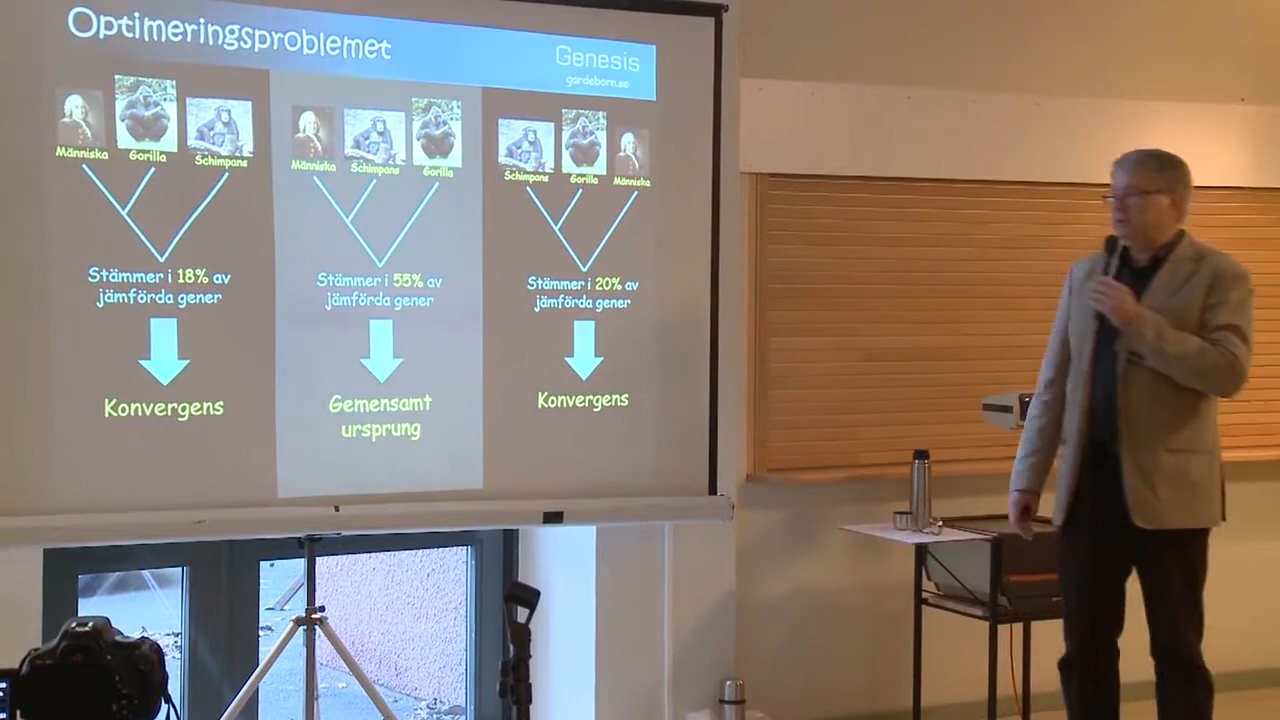 Optimeringsproblemet
Genesis
gardeborn.se
Människa
Gorilla
Schimpans
Stämmer i 18% av
jämförda gener
Konvergens
Människa
Schimpans
Gorilla
Stämmer i 55% av
jämförda gener
Gemensamt
ursprung
Schimpans
Gorilla
Människa
Stämmer i 20% av
jämförda gener
Konvergens